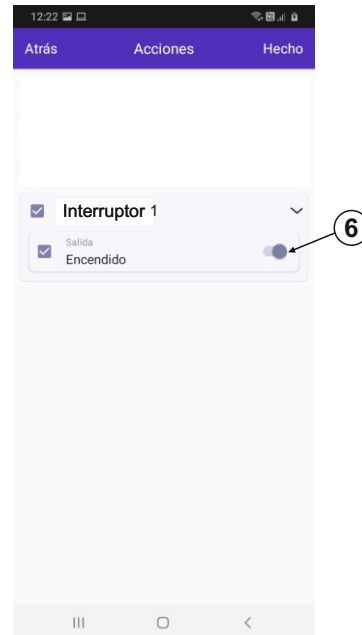 12:22
Atrás Acciones Hecho
Interruptor 1
Salida
Encendido
6